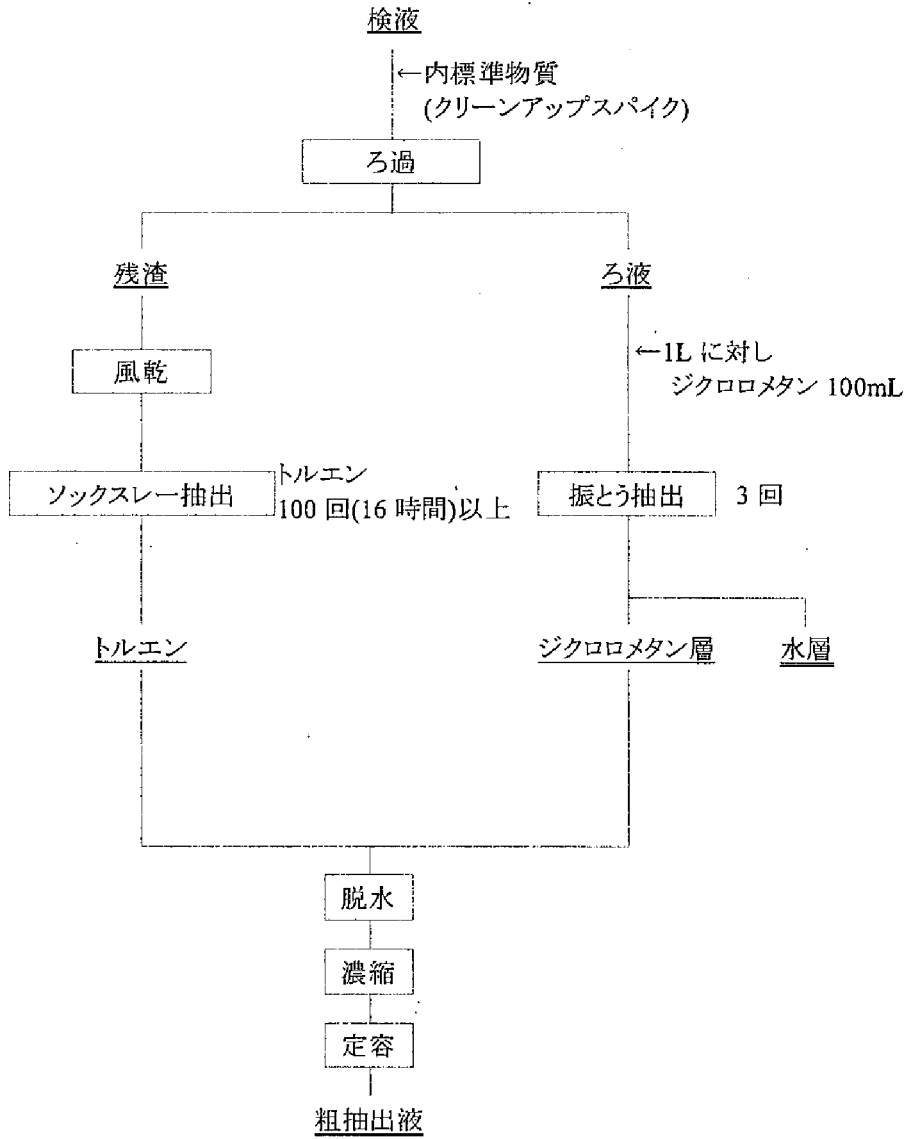 検液
←内標準物質
(クリーンアップスパイク)
ろ過
残渣
ろ液
風乾
←1L に対し
ジクロロメタン 100mL
ソックスレー抽出
トルエン
100 回(16 時間)以上
振とう抽出
3 回
トルエン
ジクロロメタン層
水層
脱水
濃縮
定容
粗抽出液